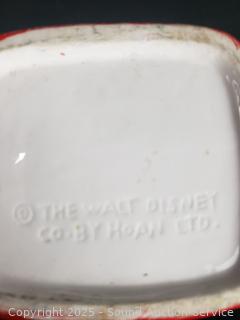 © THE WALT DISNEY
CO. BY HOAN LTD.
Copyright 2025 - Sound Auction Service